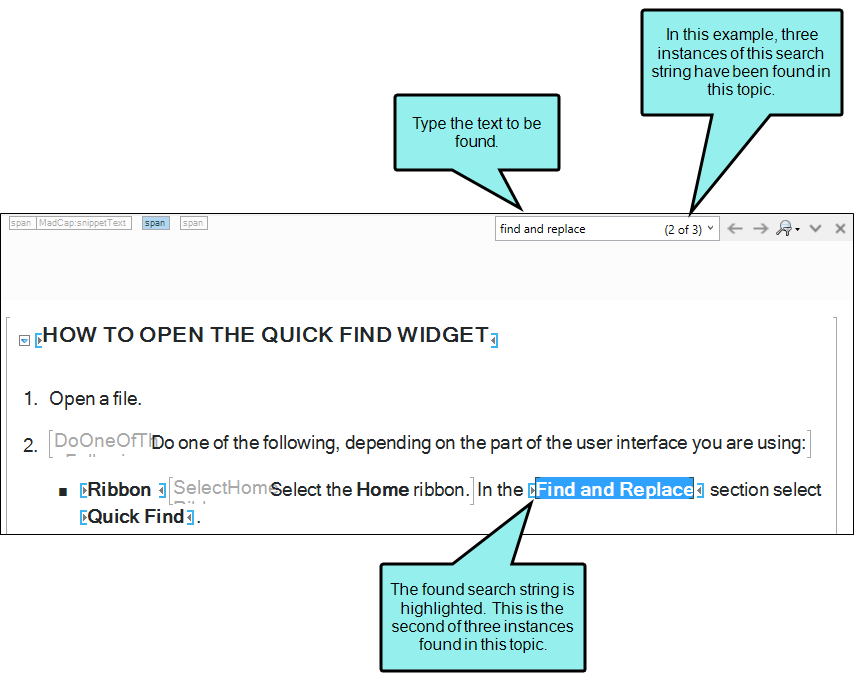 In this example, three
instances of this search
string have been found in
this topic.
Type the text to be
found.
span MadCap:snippetText span span
find and replace (2 of 3)
HOW TO OPEN THE QUICK FIND WIDGET
1. Open a file.
2. DoOneOfTh Do one of the following, depending on the part of the user interface you are using:
Ribbon SelectHome Select the Home ribbon. In the Find and Replace section select
Quick Find .
The found search string is
highlighted. This is the
second of three instances
found in this topic.